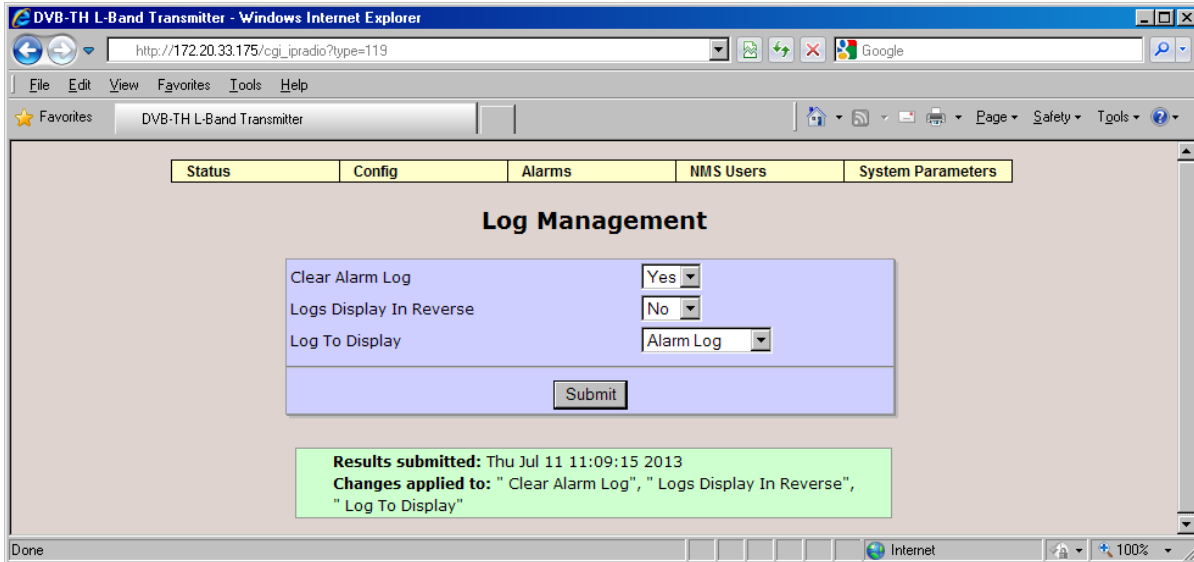 DVB-TH L-Band Transmitter - Windows Internet Explorer
http://172.20.33.175/cgi_ipradio?type=119
Google
File Edit View Favorites Tools Help
Favorites DVB-TH L-Band Transmitter Page Safety Tools
Status Config Alarms NMS Users System Parameters
Log Management
Clear Alarm Log Yes
Logs Display In Reverse No
Log To Display Alarm Log
Submit
Results submitted: Thu Jul 11 11:09:15 2013
Changes applied to: " Clear Alarm Log", " Logs Display In Reverse",
" Log To Display"
Done Internet 100%